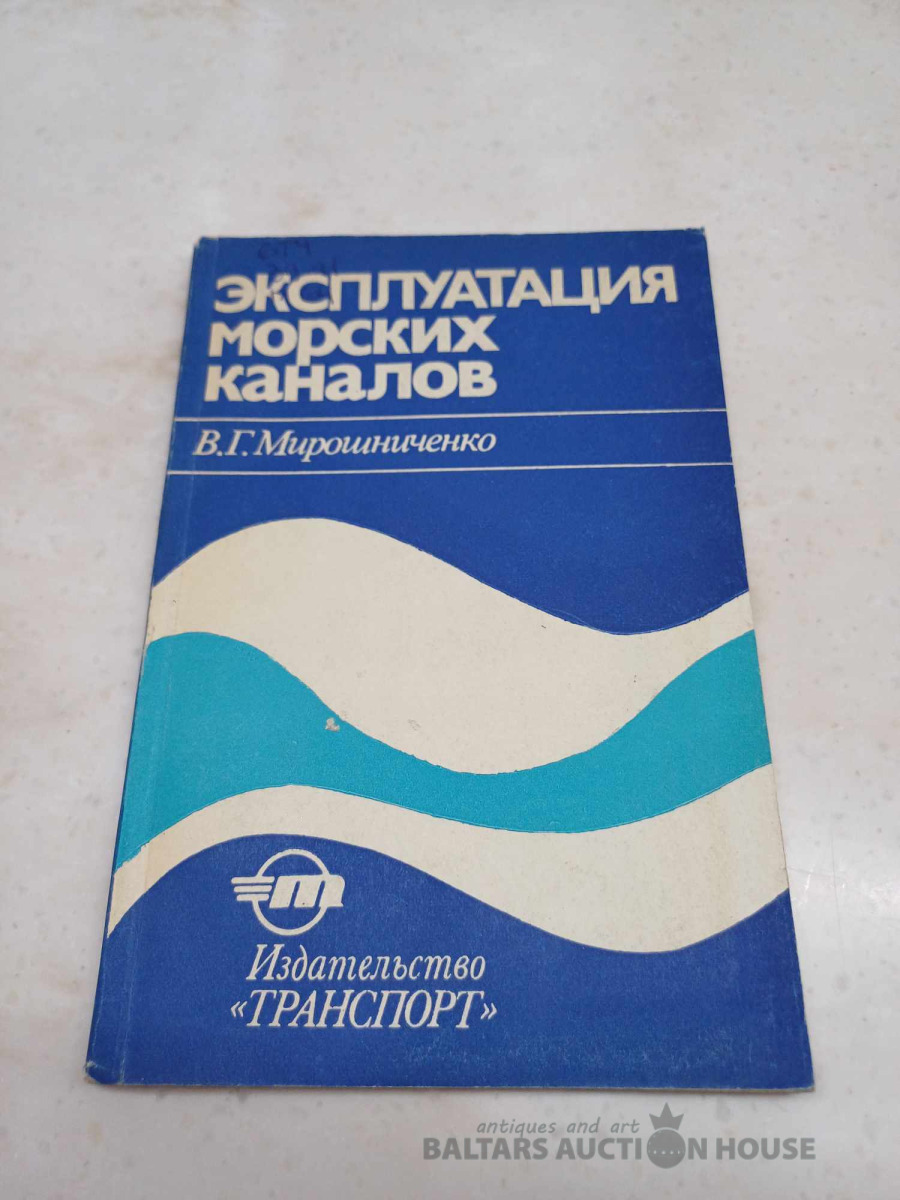 ЭКСПЛУАТАЦИЯ
МОРСКИХ
КАНАЛОВ
В.Г.Мирошниченко
m
Издательство
«ТРАНСПОРТ»
antiques and art
BALTARS AUCTION HOUSE